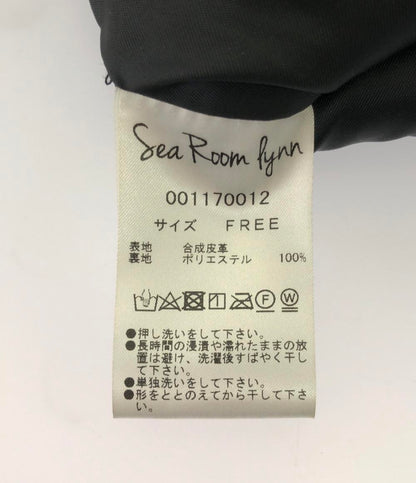 Sea Room lynn
001170012
サイズ FREE
表地 合成皮革
裏地 ポリエステル 100%
F W
●押し洗いをして下さい。
●長時間の浸漬や濡れたままの放
置は避け、洗濯後すばやく干し
て下さい。
●単独洗いをして下さい。
●形をととのえてから干して下さ
い。